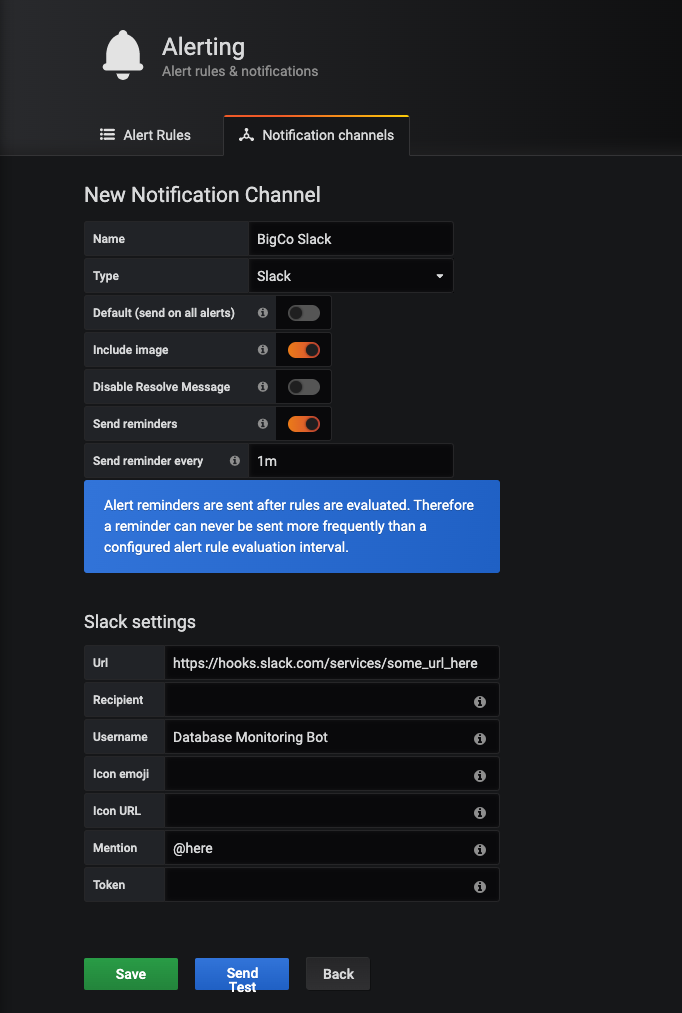 Alerting
Alert rules & notifications
Alert Rules
Notification channels
New Notification Channel
Name
BigCo Slack
Type
Slack
Default (send on all alerts)
Include image
Disable Resolve Message
Send reminders
Send reminder every
1m
Alert reminders are sent after rules are evaluated. Therefore
a reminder can never be sent more frequently than a
configured alert rule evaluation interval.
Slack settings
Url
https://hooks.slack.com/services/some_url_here
Recipient
Username
Database Monitoring Bot
Icon emoji
Icon URL
Mention
@here
Token
Save
Send
Test
Back